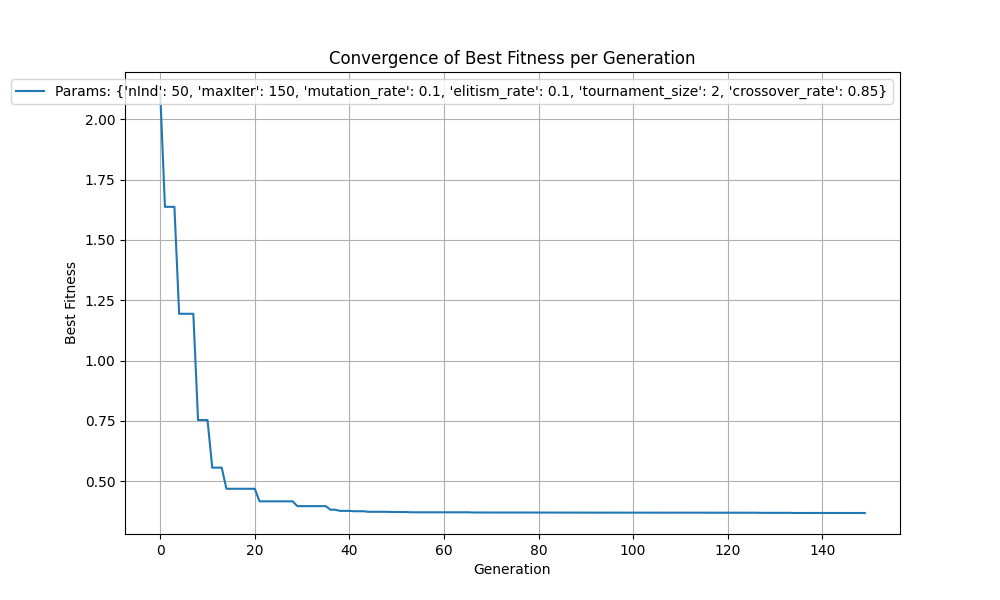 Convergence of Best Fitness per Generation
Params: {'nInd': 50, 'maxIter': 150, 'mutation_rate': 0.1, 'elitism_rate': 0.1, 'tournament_size': 2, 'crossover_rate': 0.85}
2.00
1.75
1.50
1.25
1.00
0.75
0.50
Best Fitness
0 20 40 60 80 100 120 140
Generation